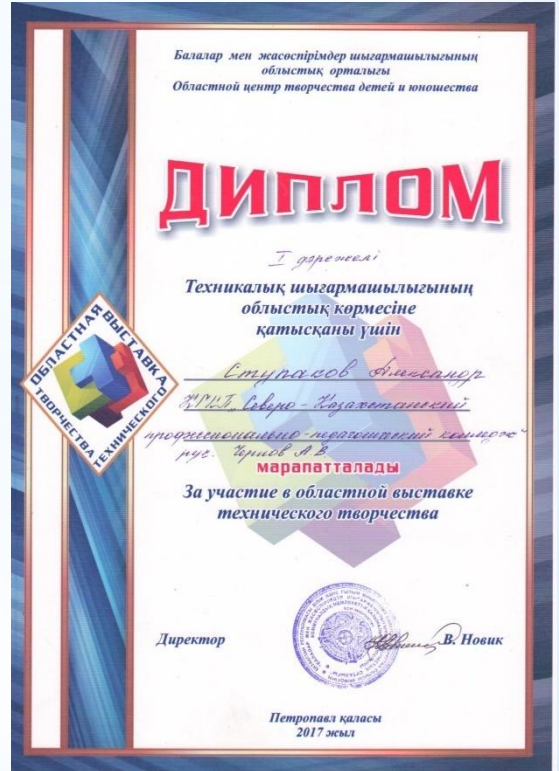 Балалар мен жасөспірімдер шығармашылығының
облыстық орталығы
Областной центр творчества детей и юношества
ДИПЛОМ
I дәрежелі
Техникалық шығармашылығының
облыстық көрмесіне
қатысқаны үшін
ОБЛАСТНАЯ ВЫСТАВКА
ТЕХНИЧЕСКОГО
ТВОРЧЕСТВА
Ступаков Александр
КГКП „Северо-Казахстанский
профессионально-педагогический колледж"
рук. Чернов А.В.
марапатталады
За участие в областной выставке
технического творчества
Директор В. Новик
Петропавл қаласы
2017 жыл